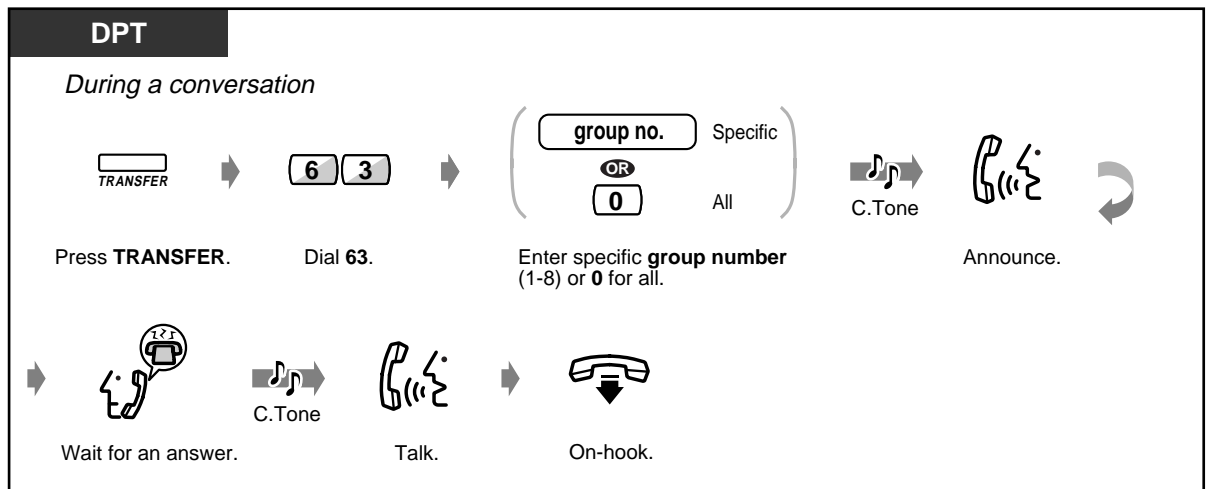 DPT
During a conversation
TRANSFER
6 3
group no. Specific
OR
0 All
C.Tone
Press TRANSFER.
Dial 63.
Enter specific group number
(1-8) or 0 for all.
Announce.
C.Tone
Wait for an answer.
Talk.
On-hook.